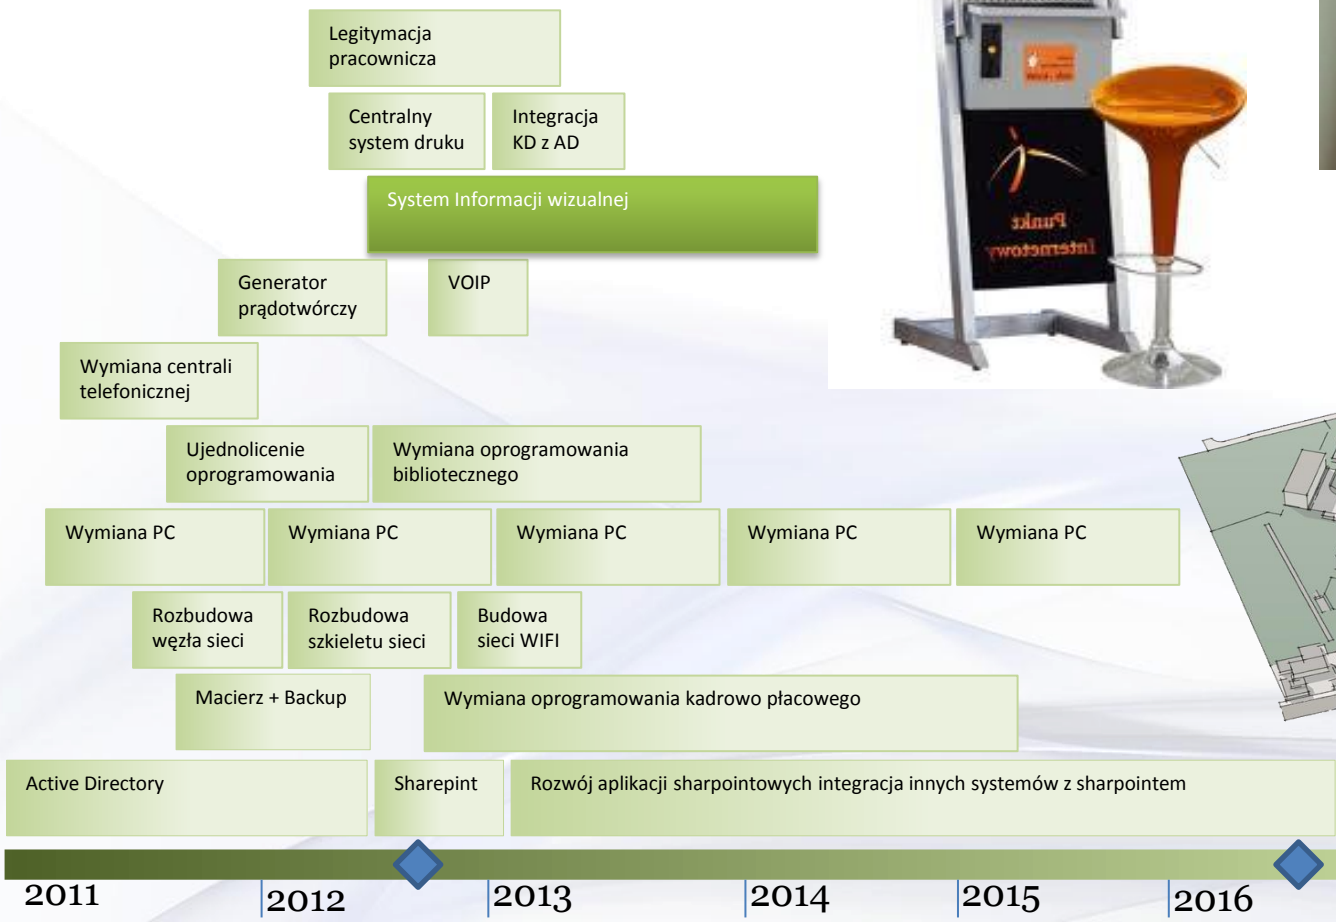 Legitymacja
pracownicza
Centralny
system druku
Integracja
KD z AD
System Informacji wizualnej
Punkt
Internetowy
Generator
prądotwórczy
VOIP
Wymiana centrali
telefonicznej
Ujednolicenie
oprogramowania
Wymiana oprogramowania
bibliotecznego
Wymiana PC
Wymiana PC
Wymiana PC
Wymiana PC
Wymiana PC
Rozbudowa
węzła sieci
Rozbudowa
szkieletu sieci
Budowa
sieci WIFI
Macierz + Backup
Wymiana oprogramowania kadrowo płacowego
Active Directory
Sharepint
Rozwój aplikacji sharpointowych integracja innych systemów z sharpointem
2011
2012
2013
2014
2015
2016